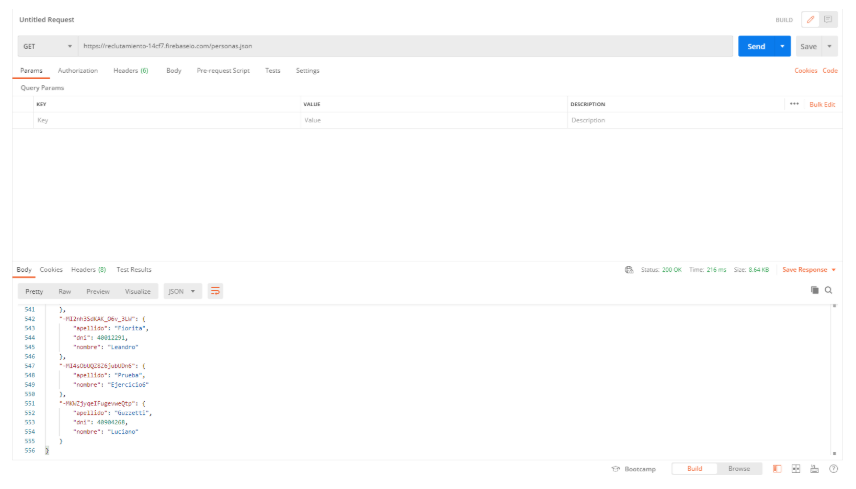 Untitled Request
BUILD
GET https://reclutamiento-14cf7.firebaseio.com/personas.json Send Save
Params Authorization Headers (6) Body Pre-request Script Tests Settings Cookies Code
Query Params
KEY VALUE DESCRIPTION ••• Bulk Edit
Key Value Description
Body Cookies Headers (8) Test Results Status: 200 OK Time: 216 ms Size: 8.64 KB Save Response
Pretty Raw Preview Visualize JSON
541 },
542 : {
543 "apellido": "Fiorita",
544 "dni": 40012291,
545 "nombre": "Leandro"
546 },
547 : {
548 "apellido": "Prueba",
549 "nombre": "Ejercicio6"
550 },
551 : {
552 "apellido": "Guzzetti",
553 "dni": 40904268,
554 "nombre": "Luciano"
555 }
556 }
Bootcamp Build Browse